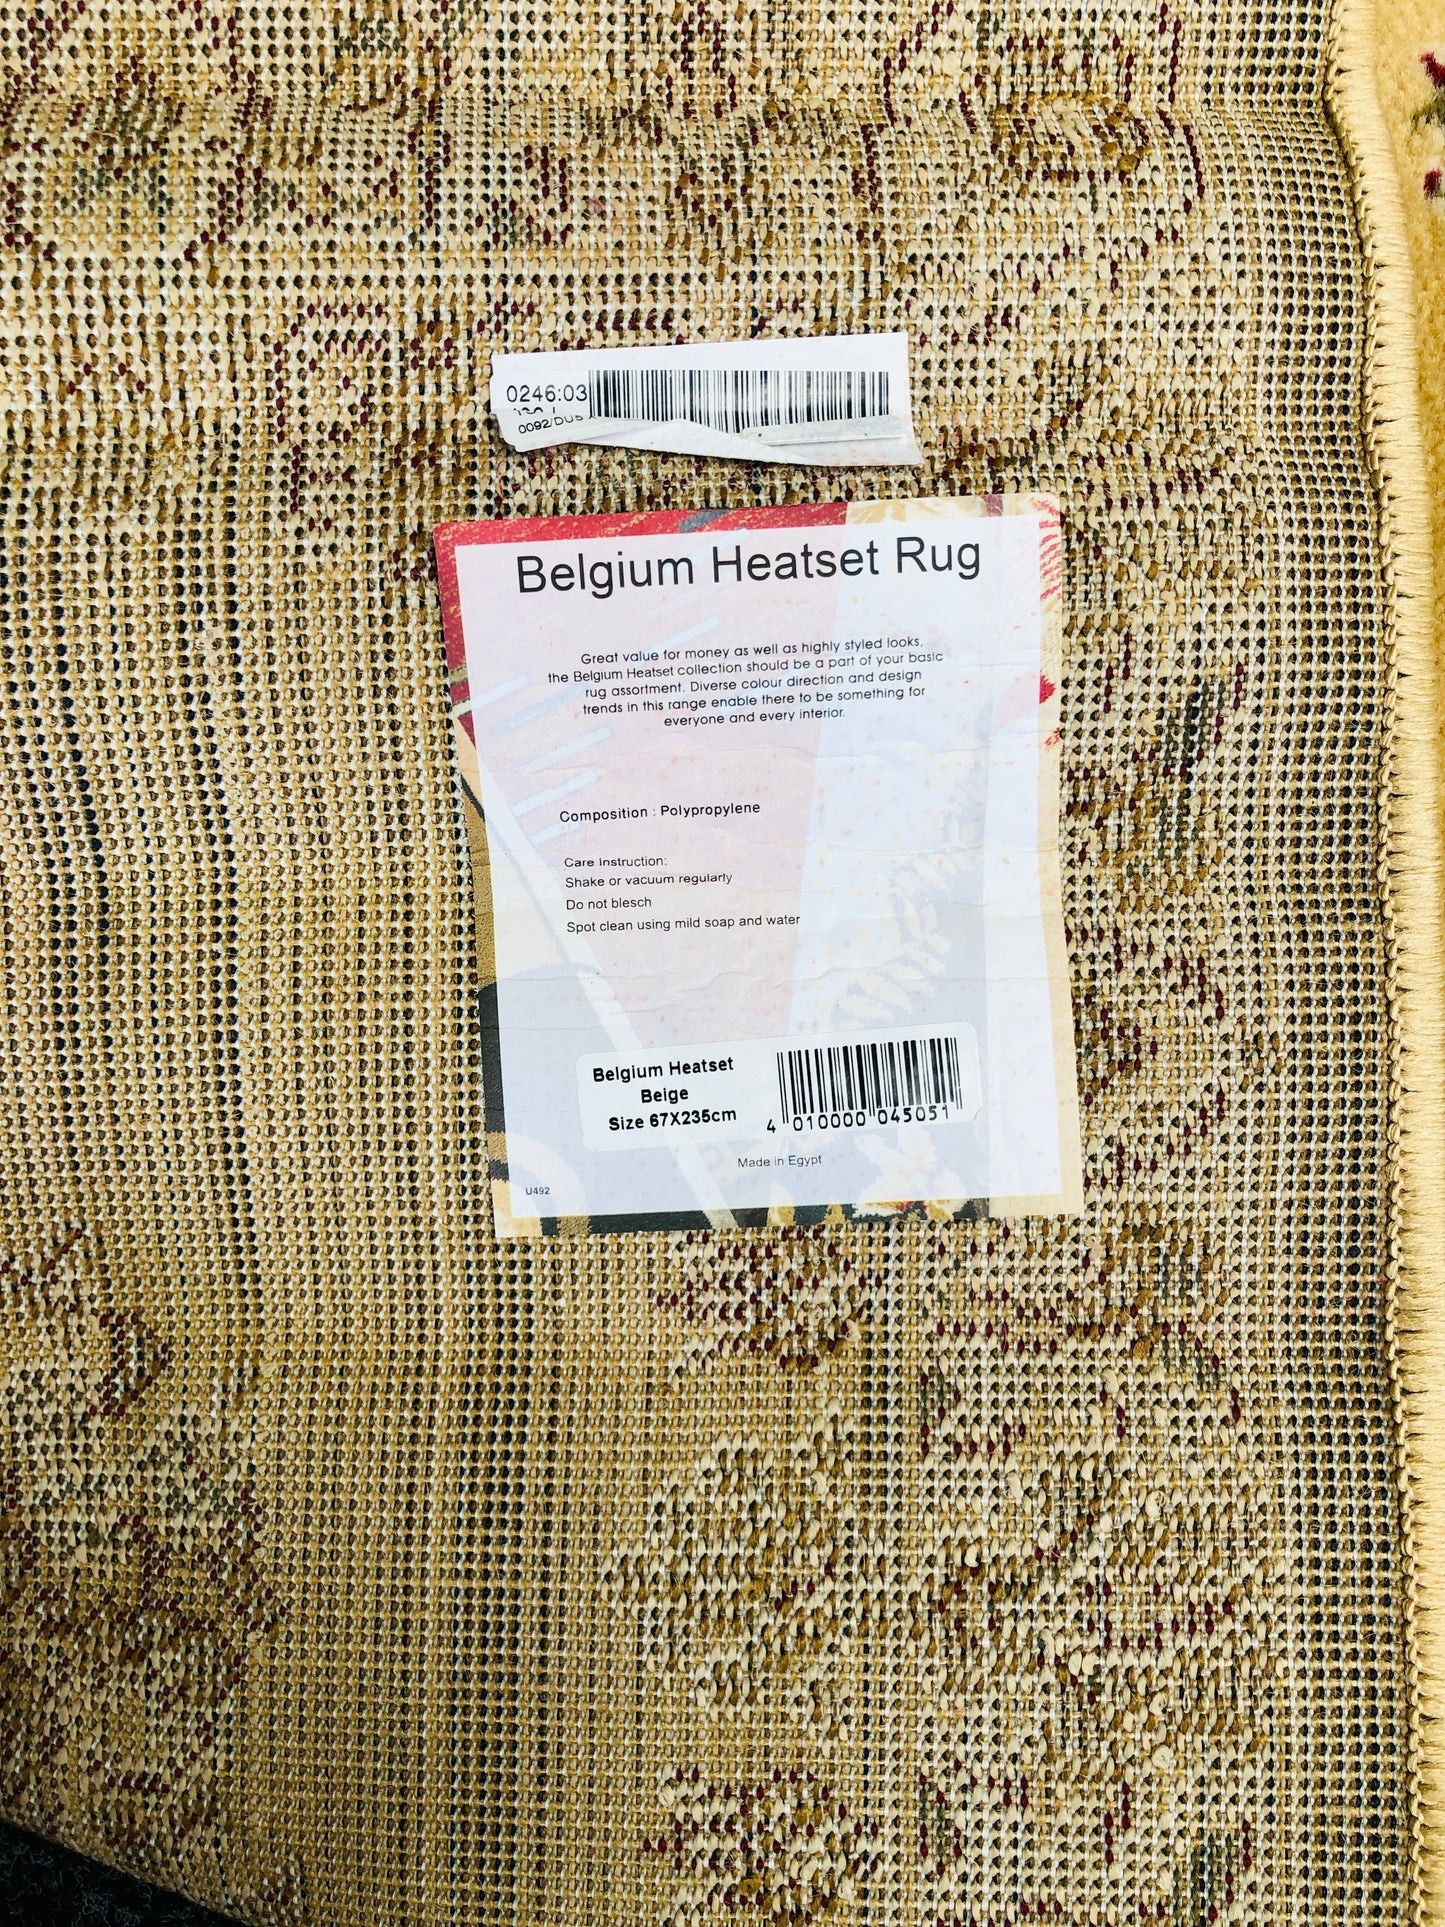 0246:03
0092/DUS
Belgium Heatset Rug
Great value for money as well as highly styled looks,
the Belgium Heatset collection should be a part of your basic
rug assortment. Diverse colour direction and design
trends in this range enable there to be something for
everyone and every interior.
Composition : Polypropylene
Care Instruction:
Shake or vacuum regularly
Do not blesch
Spot clean using mild soap and water
Belgium Heatset
Beige
Size 67X235cm
4 010000 045051
Made in Egypt
U492